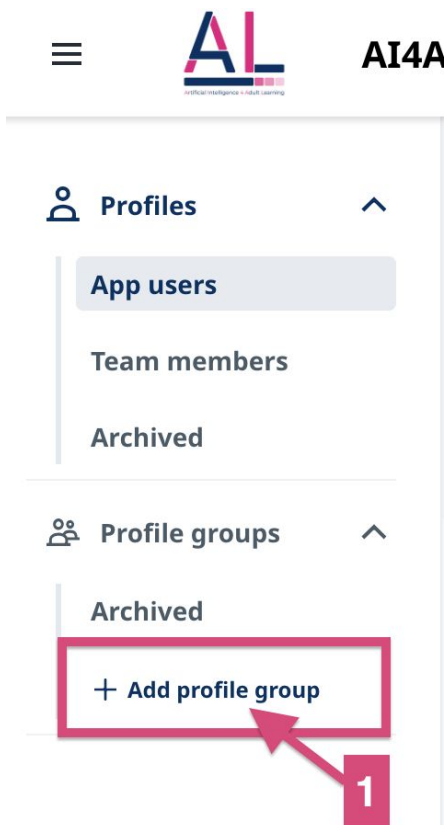 AL
AI4A
Artificial Intelligence + Adult Learning
Profiles
App users
Team members
Archived
Profile groups
Archived
+ Add profile group
1